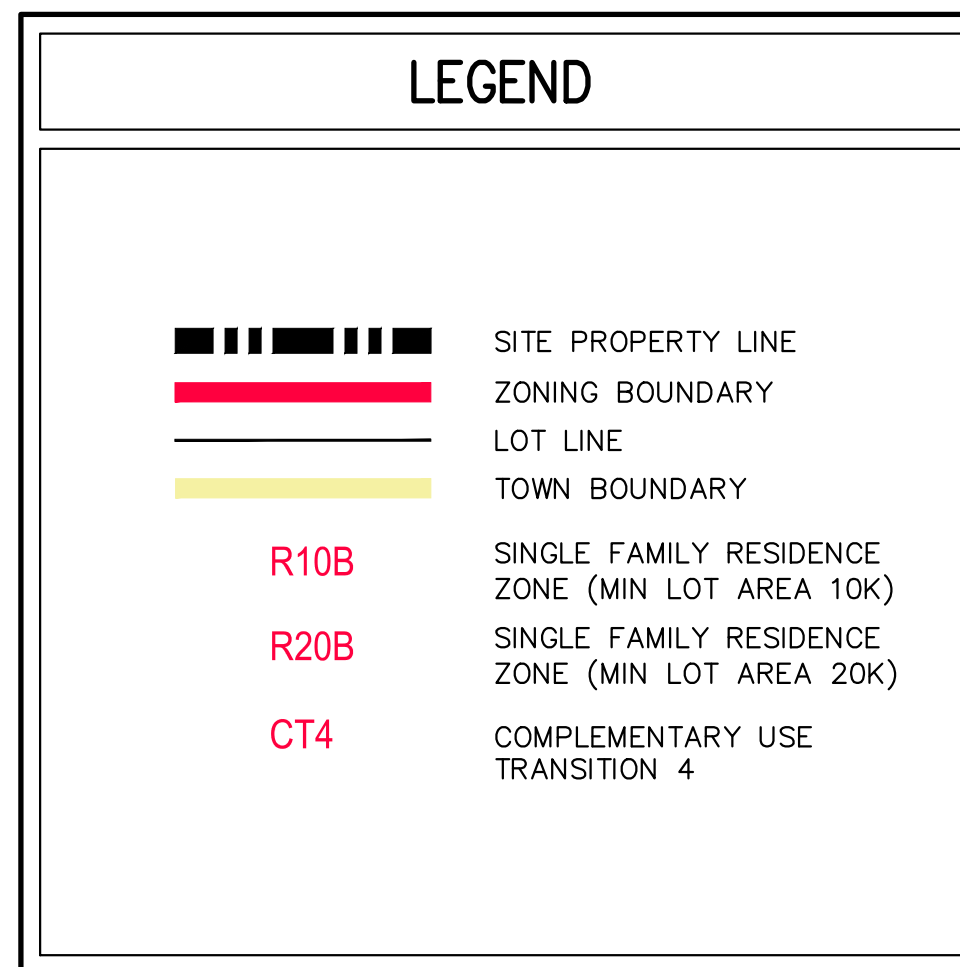 LEGEND
SITE PROPERTY LINE
ZONING BOUNDARY
LOT LINE
TOWN BOUNDARY
R10B
SINGLE FAMILY RESIDENCE
ZONE (MIN LOT AREA 10K)
R20B
SINGLE FAMILY RESIDENCE
ZONE (MIN LOT AREA 20K)
CT4
COMPLEMENTARY USE
TRANSITION 4